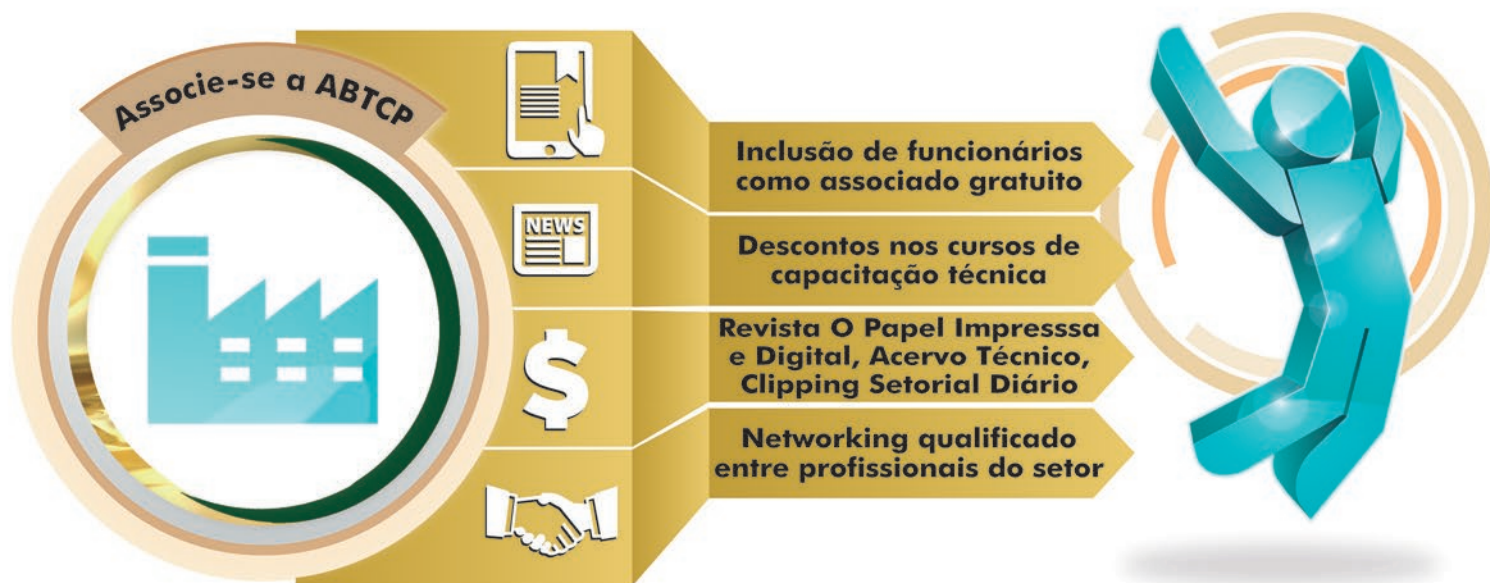 Associe-se a ABTCP
NEWS
$
Inclusão de funcionários
como associado gratuito
Descontos nos cursos de
capacitação técnica
Revista O Papel Impresssa
e Digital, Acervo Técnico,
Clipping Setorial Diário
Networking qualificado
entre profissionais do setor